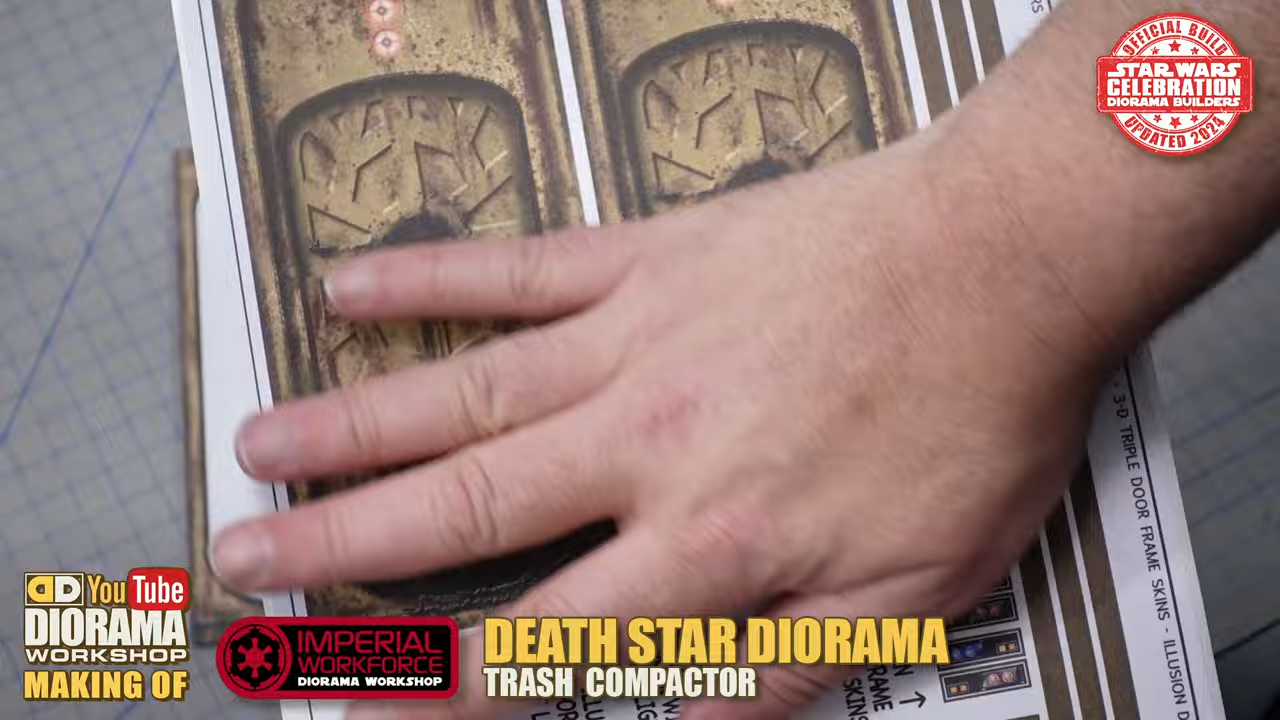 OFFICIAL BUILD
STAR WARS
CELEBRATION
DIORAMA BUILDERS
UPDATED 2024
3-D TRIPLE DOOR FRAME SKINS - ILLUSION
DD YouTube
DIORAMA
WORKSHOP
MAKING OF
IMPERIAL
WORKFORCE
DIORAMA WORKSHOP
DEATH STAR DIORAMA
TRASH COMPACTOR